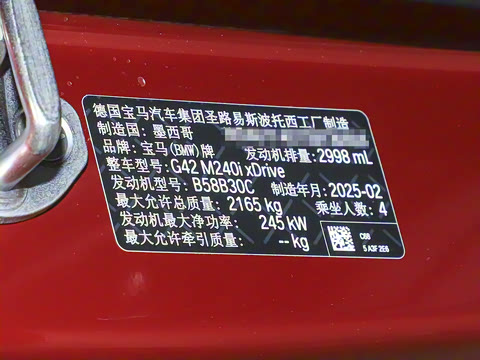 德国宝马汽车集团圣路易斯波托西工厂制造
制造国：墨西哥
品牌：宝马(BMW)牌 发动机排量：2998 mL
整车型号：G42 M240i xDrive
发动机型号：B58B30C 制造年月：2025-02
最大允许总质量：2165 kg 乘坐人数：4
发动机最大净功率：245 kW
最大允许牵引质量：-- kg
C68
5 A3F 2E6